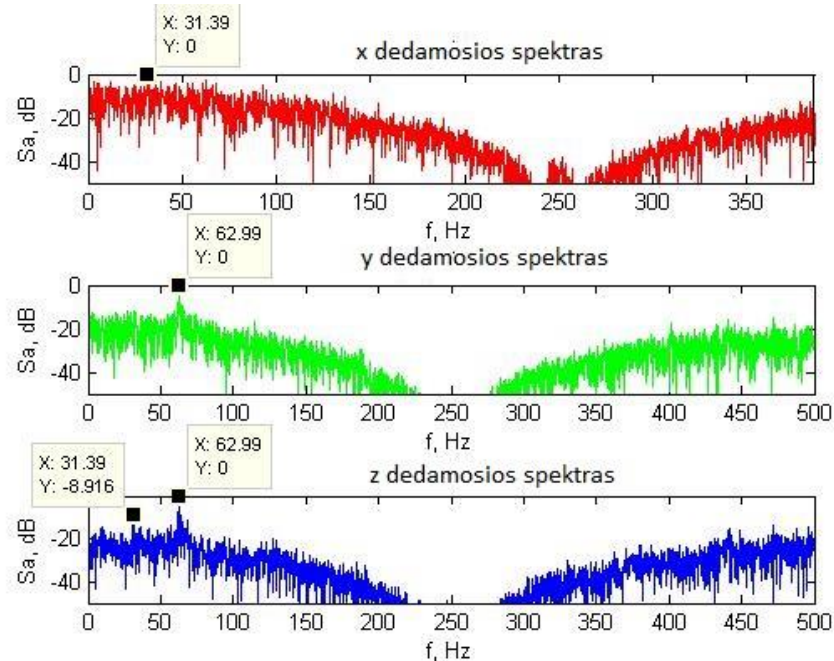 X: 31.39
Y: 0
x dedamosios spektras
0
-20
-40
Sa, dB
0 50 100 150 200 250 300 350
f, Hz
X: 62.99
Y: 0
y dedamosios spektras
0
-20
-40
Sa, dB
0 50 100 150 200 250 300 350 400 450 500
f, Hz
X: 31.39
Y: -8.916
X: 62.99
Y: 0
z dedamosios spektras
-20
-40
Sa, dB
0 50 100 150 200 250 300 350 400 450 500
f, Hz